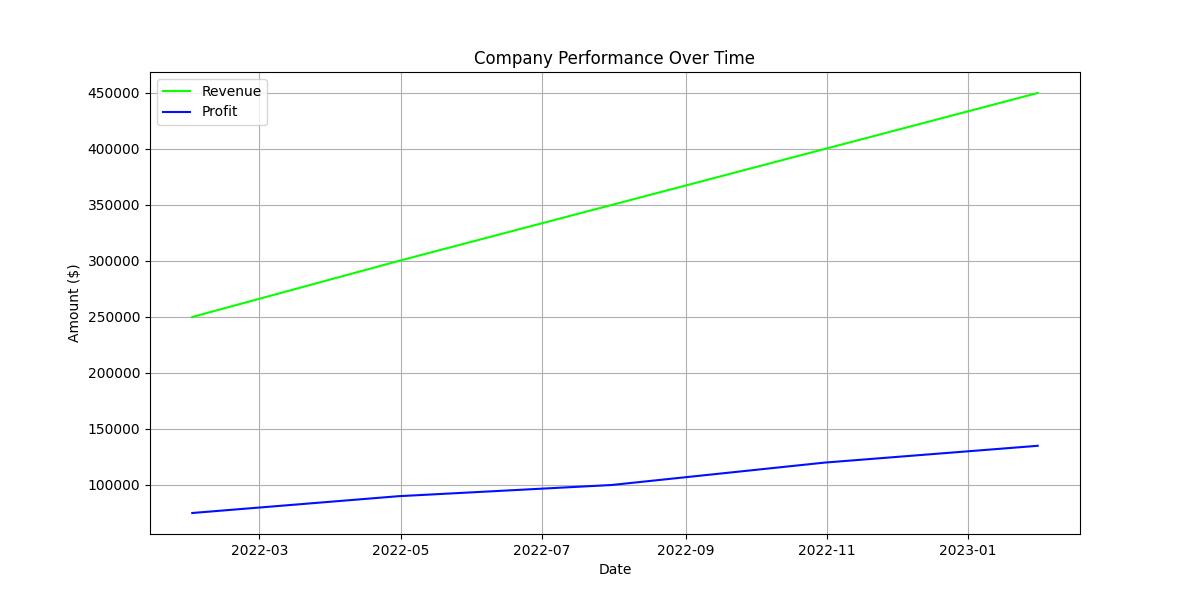 Company Performance Over Time
Revenue
Profit
450000
400000
350000
300000
250000
200000
150000
100000
Amount ($)
2022-03 2022-05 2022-07 2022-09 2022-11 2023-01
Date